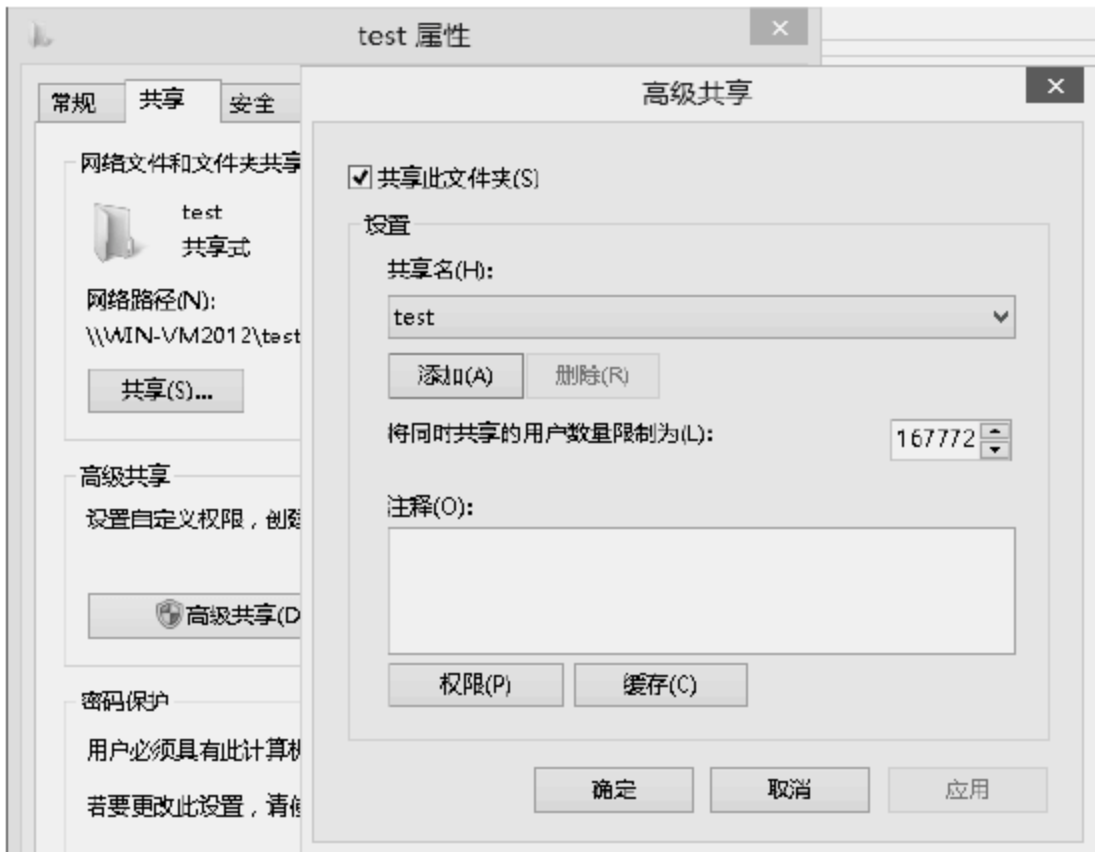 test 属性
常规 共享 安全
网络文件和文件夹共享
test
共享式
网络路径(N):
\\WIN-VM2012\test
共享(S)...
高级共享
设置自定义权限，创建
高级共享(D
密码保护
用户必须具有此计算机
若要更改此设置，请使
高级共享
共享此文件夹(S)
设置
共享名(H):
test
添加(A) 删除(R)
将同时共享的用户数量限制为(L):
167772
注释(O):
权限(P) 缓存(C)
确定 取消 应用